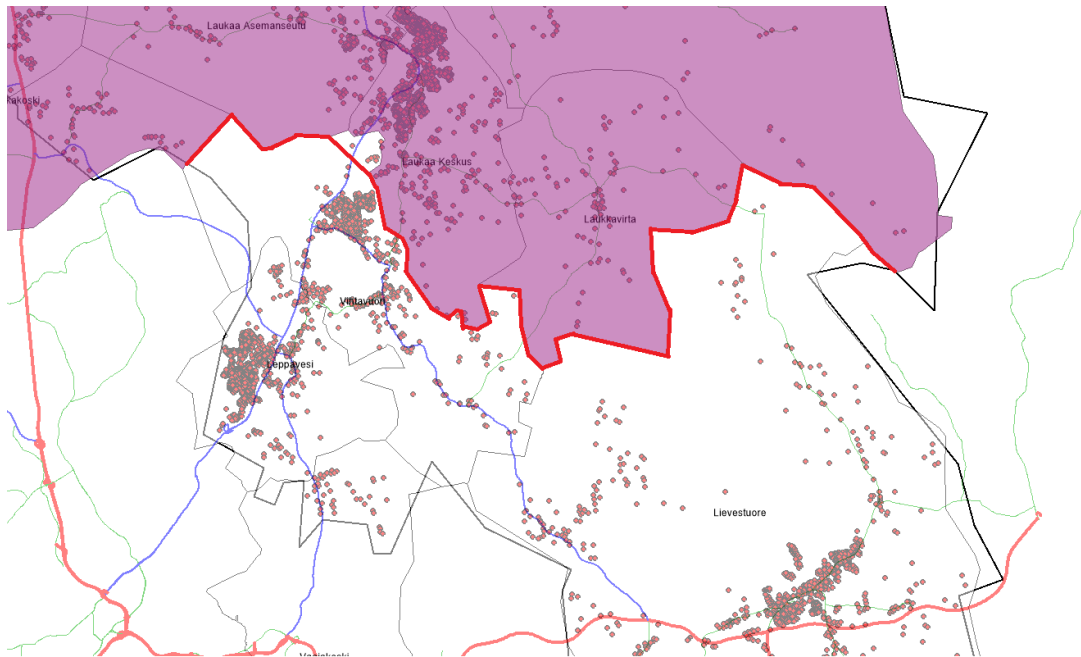 Laukaa Asemanseutu
Laukaa Keskus
Laukkavirta
Vihtavuori
Leppävesi
Lievestuore